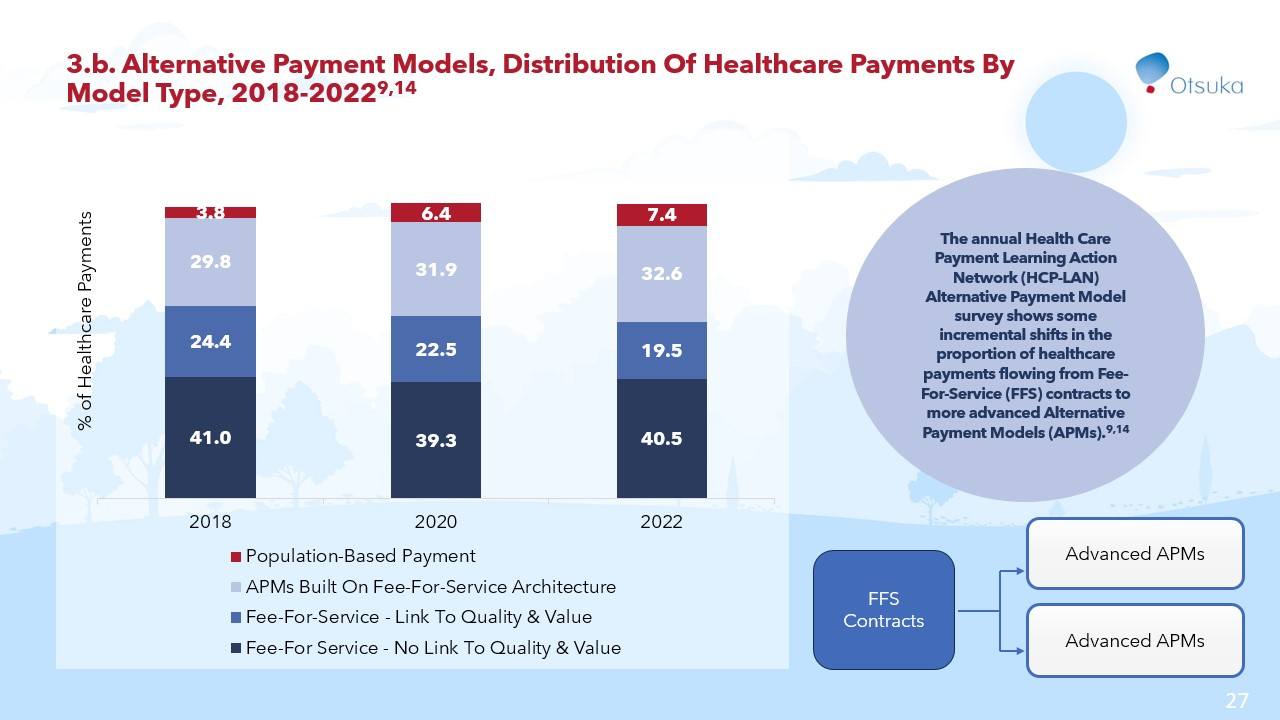 3.b. Alternative Payment Models, Distribution Of Healthcare Payments By
Model Type, 2018-2022⁹,¹⁴
Otsuka
% of Healthcare Payments
3.8
29.8
24.4
41.0
6.4
31.9
22.5
39.3
7.4
32.6
19.5
40.5
2018
2020
2022
Population-Based Payment
APMs Built On Fee-For-Service Architecture
Fee-For-Service - Link To Quality & Value
Fee-For Service - No Link To Quality & Value
The annual Health Care
Payment Learning Action
Network (HCP-LAN)
Alternative Payment Model
survey shows some
incremental shifts in the
proportion of healthcare
payments flowing from Fee-
For-Service (FFS) contracts to
more advanced Alternative
Payment Models (APMs).⁹,¹⁴
FFS
Contracts
Advanced APMs
Advanced APMs
27